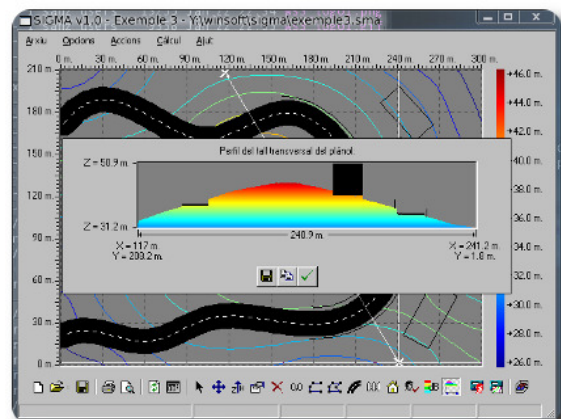 SIGMA v1.0 - Exemple 3 - Y:\winsoft\sigma\exemple3.sma
Arxiu Opcions Accions Càlcul Ajut
0 m. 30 m. 60 m. 90 m. 120 m. 150 m. 180 m. 210 m. 240 m. 270 m. 300 m.
210 m.
180 m.
150 m.
120 m.
90 m.
60 m.
30 m.
0 m.
+46.0 m.
+44.0 m.
+42.0 m.
40.0 m.
38.0 m.
36.0 m.
34.0 m.
32.0 m.
+30.0 m.
+28.0 m.
+26.0 m.
Perfil del tall transversal del plànol.
Z = 50.9 m.
Z = 31.2 m.
240.9 m.
X = 117 m.
Y = 209.2 m.
X = 241.2 m.
Y = 1.8 m.